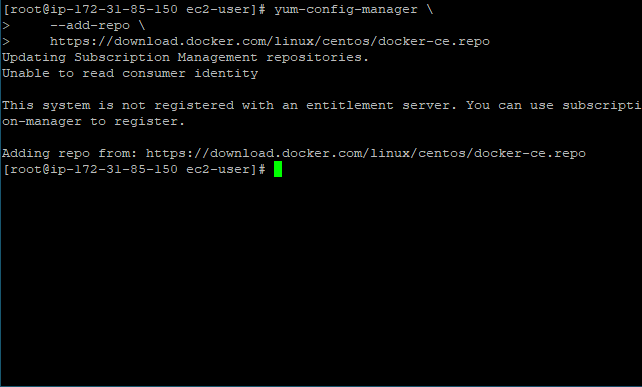 [root@ip-172-31-85-150 ec2-user]# yum-config-manager \
>     --add-repo \
>     https://download.docker.com/linux/centos/docker-ce.repo
Updating Subscription Management repositories.
Unable to read consumer identity

This system is not registered with an entitlement server. You can use subscripti
on-manager to register.

Adding repo from: https://download.docker.com/linux/centos/docker-ce.repo
[root@ip-172-31-85-150 ec2-user]#